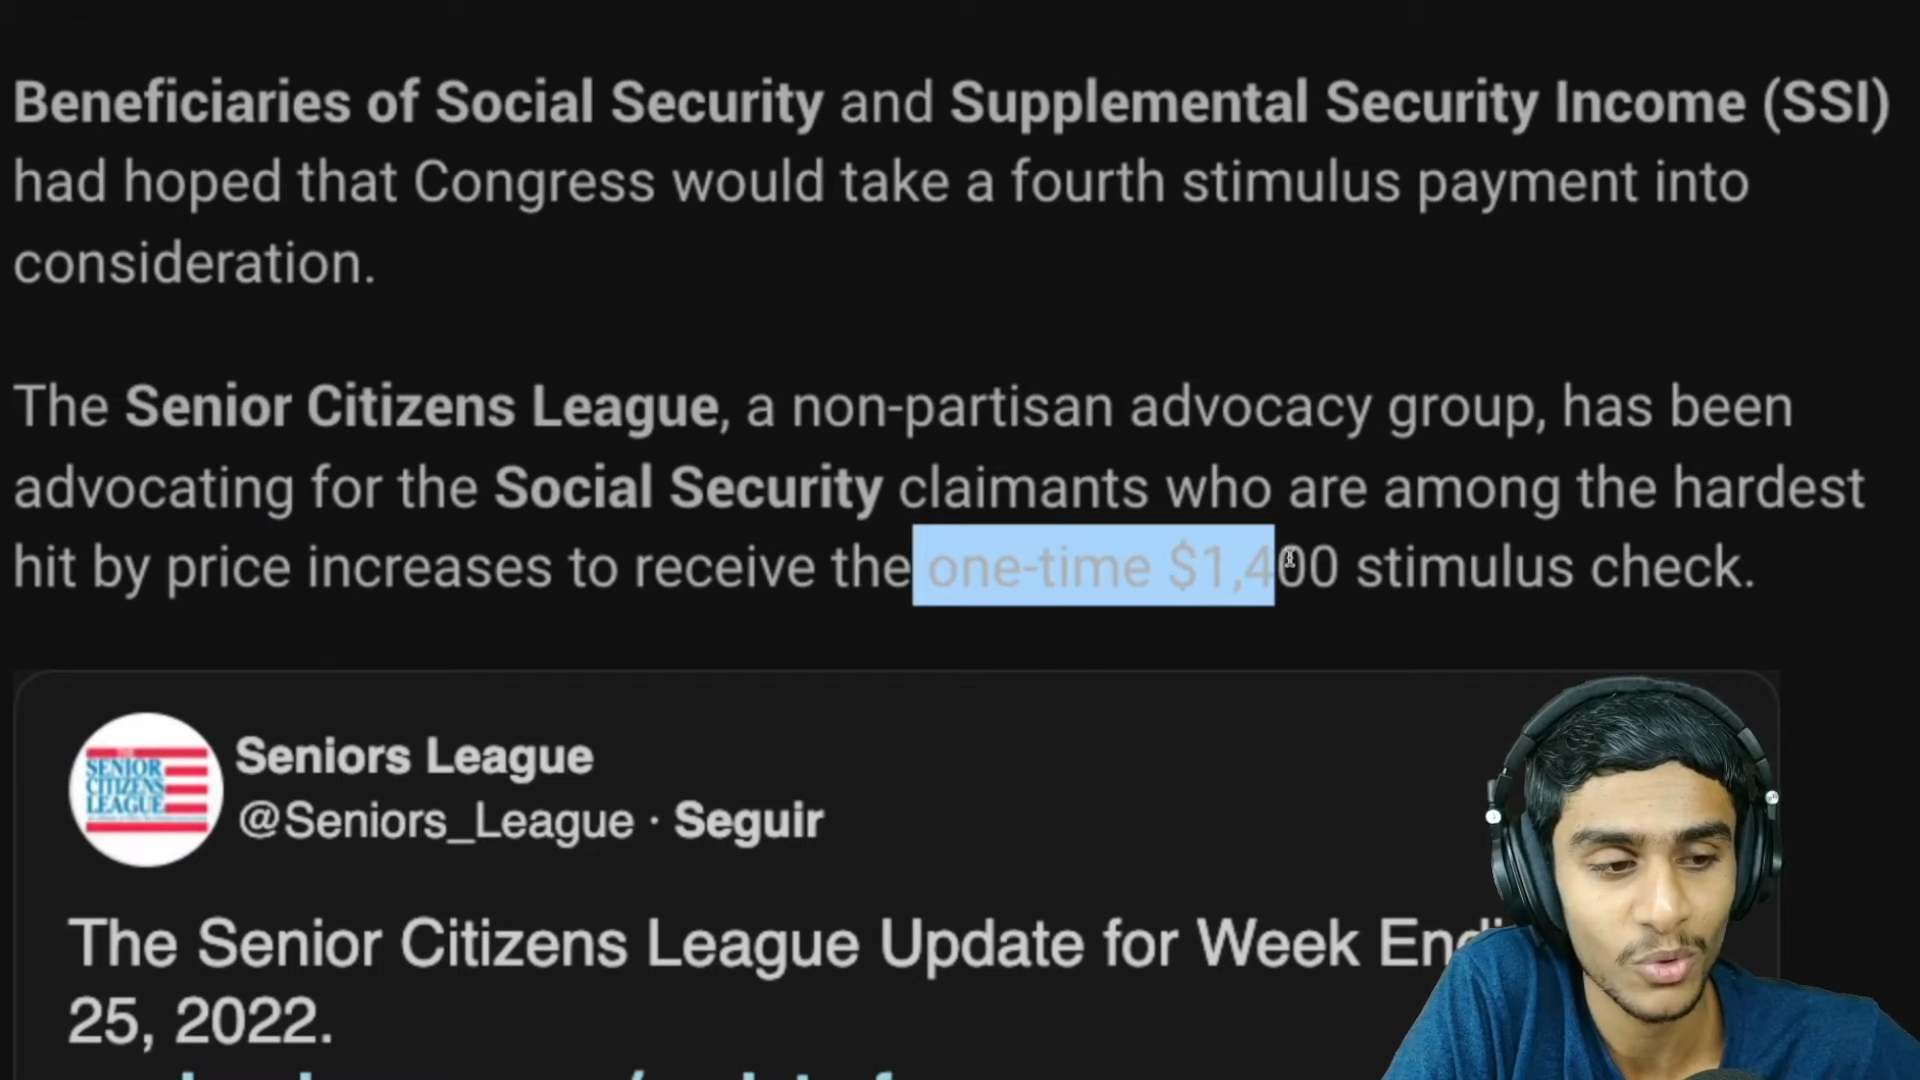 Beneficiaries of Social Security and Supplemental Security Income (SSI)
had hoped that Congress would take a fourth stimulus payment into
consideration.
The Senior Citizens League, a non-partisan advocacy group, has been
advocating for the Social Security claimants who are among the hardest
hit by price increases to receive the one-time $1,400 stimulus check.
THE
SENIOR
CITIZENS
LEAGUE
Seniors League
@Seniors_League · Seguir
The Senior Citizens League Update for Week
25, 2022.